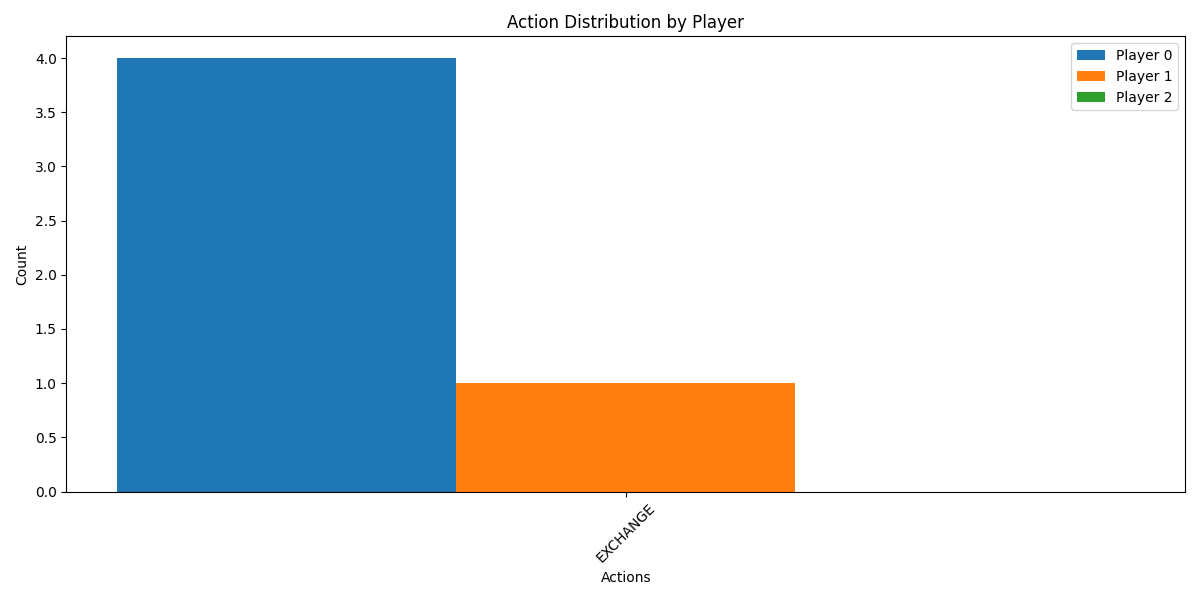 Action Distribution by Player
Player 0
Player 1
Player 2
Count
4.0
3.5
3.0
2.5
2.0
1.5
1.0
0.5
0.0
EXCHANGE
Actions